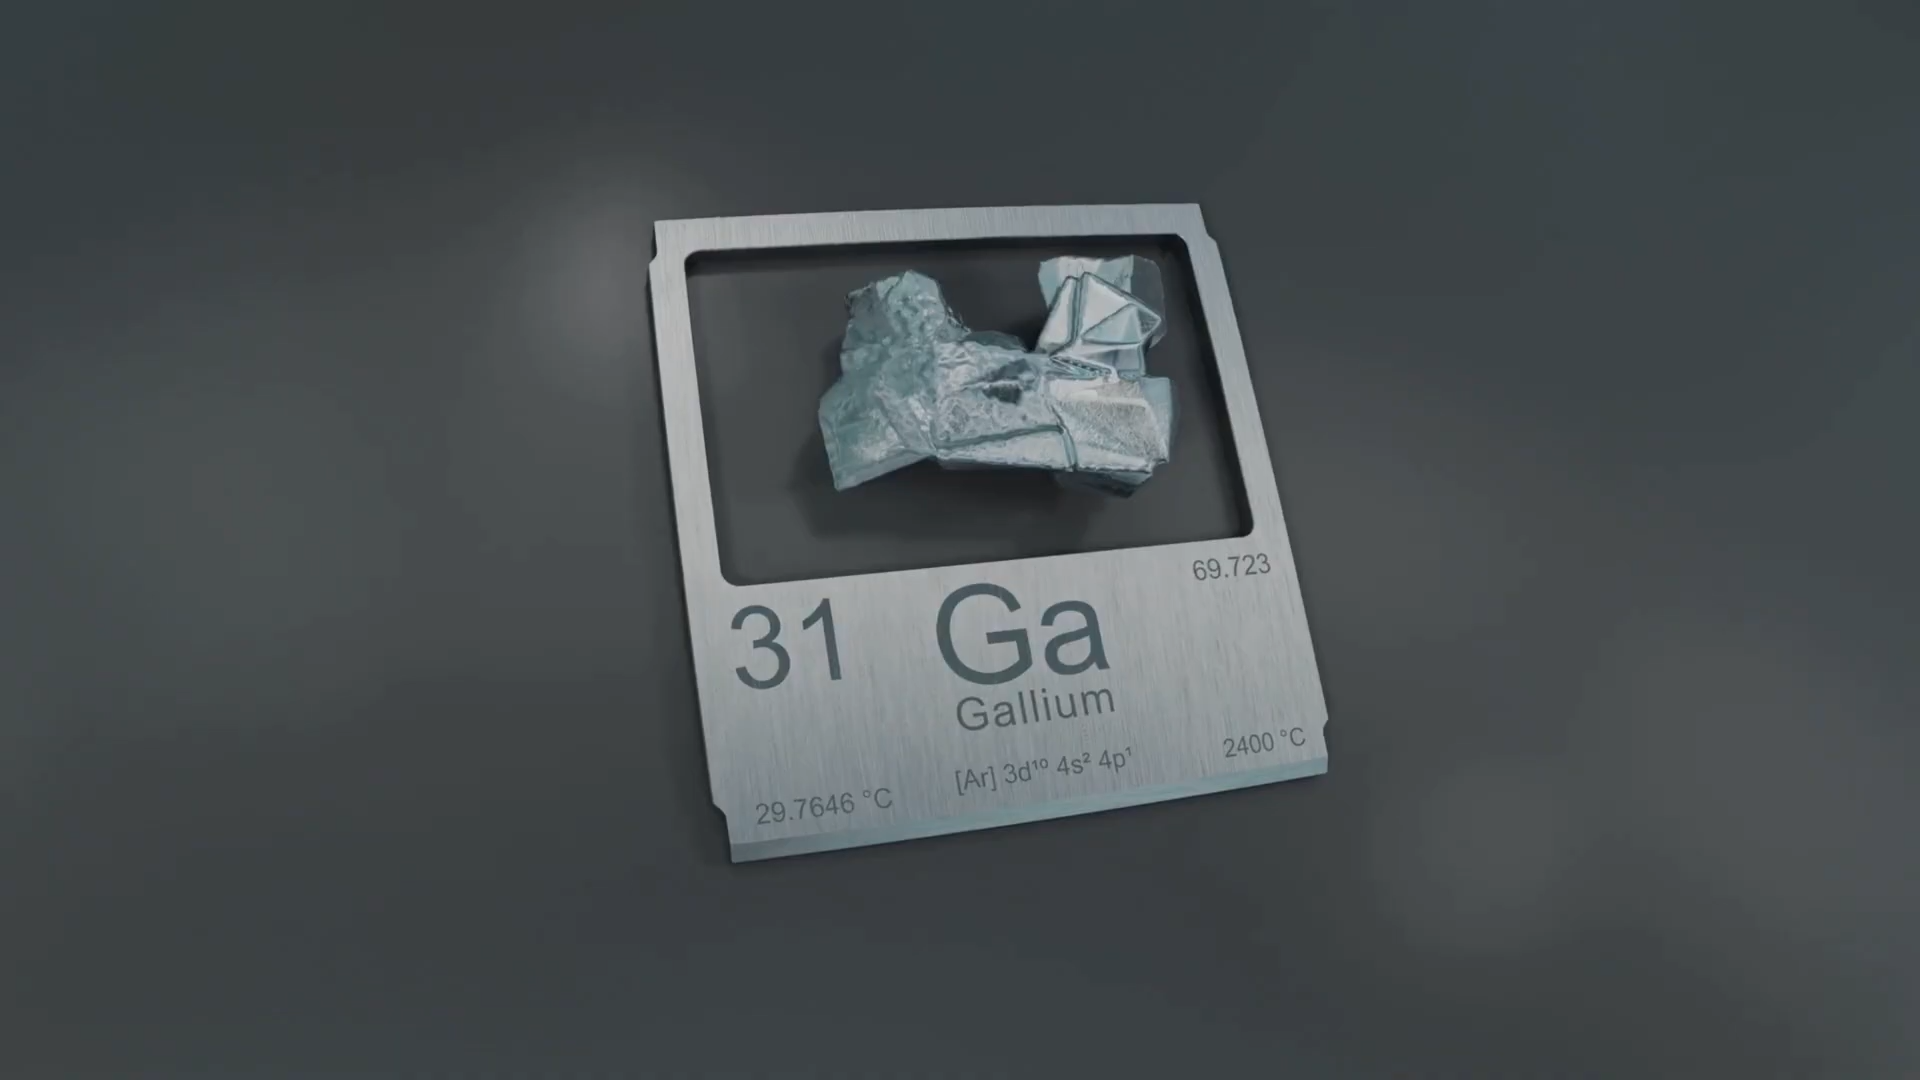 69.723
31 Ga
Gallium
[Ar] 3d¹⁰ 4s² 4p¹
29.7646 °C
2400 °C